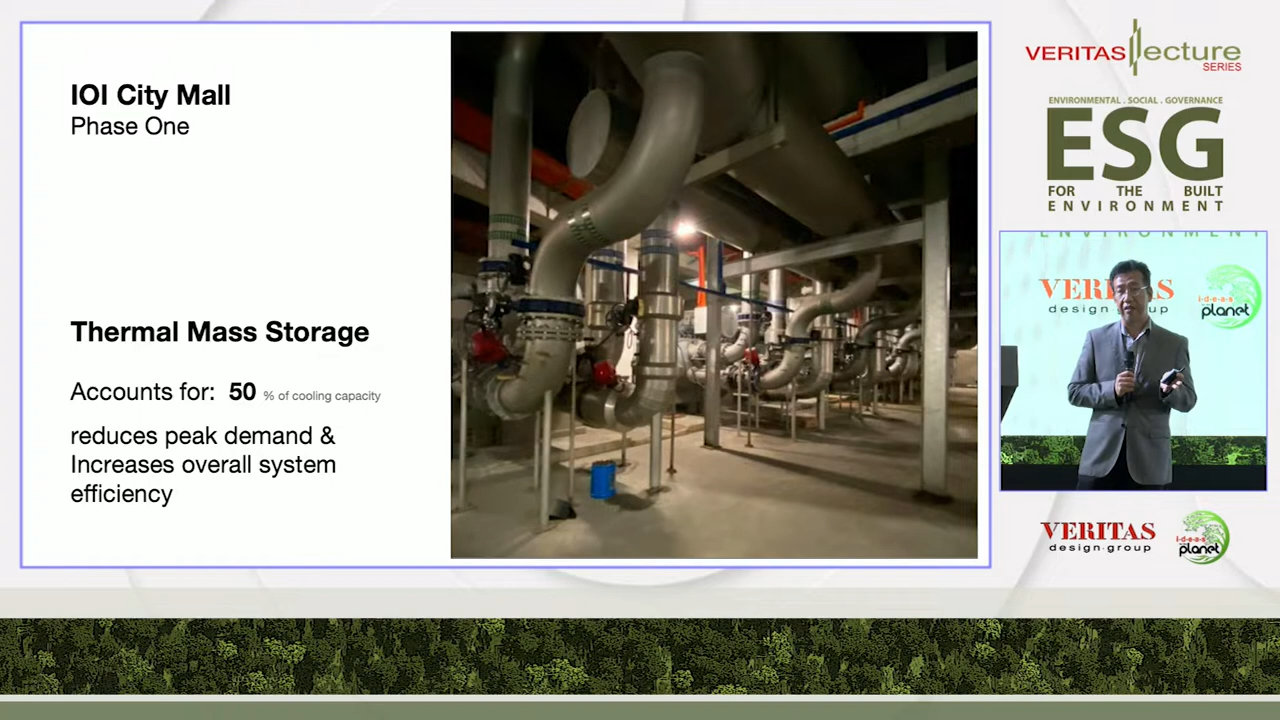 IOI City Mall
Phase One
Thermal Mass Storage
Accounts for: 50 % of cooling capacity
reduces peak demand &
Increases overall system
efficiency
VERITAS lecture
SERIES
ENVIRONMENTAL . SOCIAL . GOVERNANCE
ESG
FOR THE BUILT
ENVIRONMENT
ENVIRONMENT
VERITAS
design group
i-d-e-a-s
planet
VERITAS
design group
i-d-e-a-s
planet